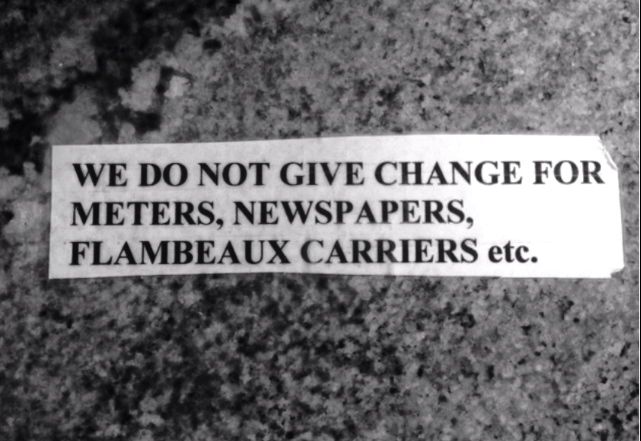 WE DO NOT GIVE CHANGE FOR
METERS, NEWSPAPERS,
FLAMBEAUX CARRIERS etc.